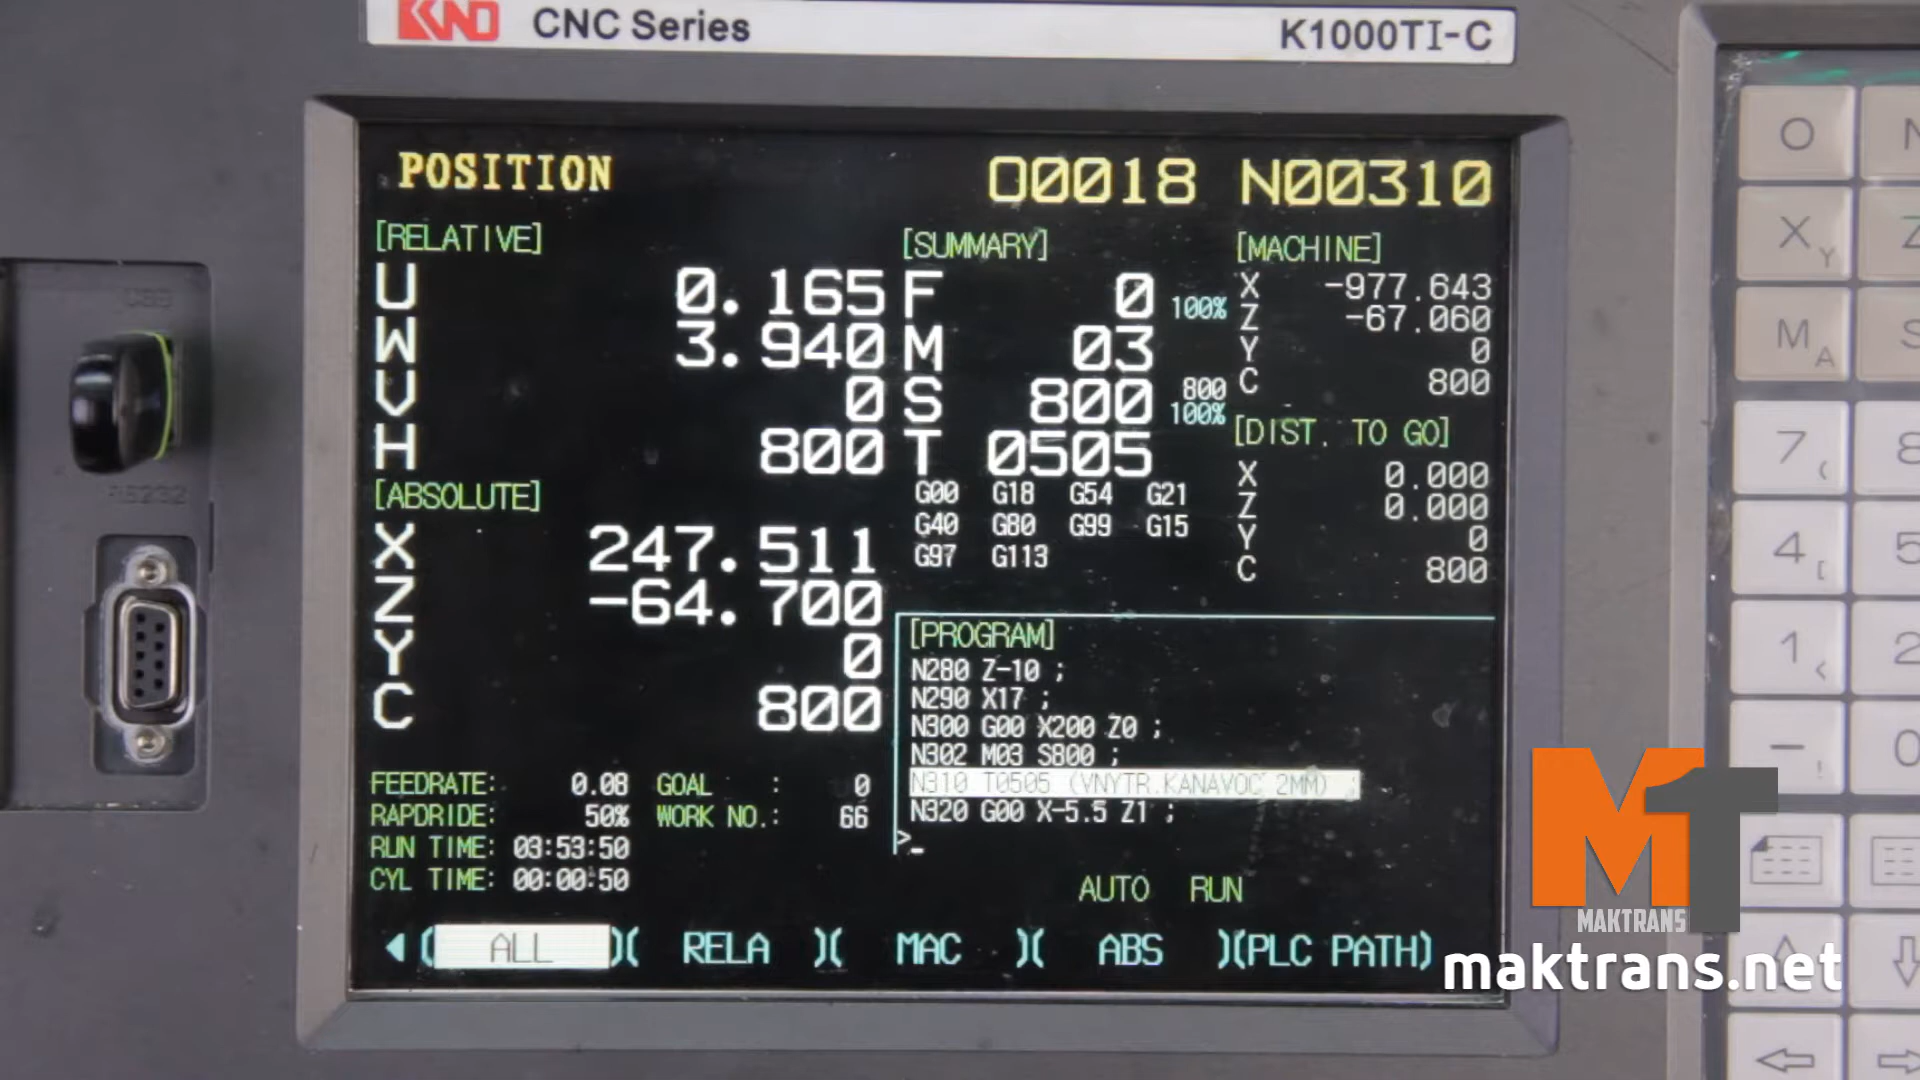 KND CNC Series K1000TI-C
POSITION O0018 N00310
[RELATIVE]
U 0.165
W 3.940
V 0
H 800
[ABSOLUTE]
X 247.511
Z -64.700
Y 0
C 800
[SUMMARY]
F 0 100%
M 03
S 800 800 100%
T 0505
G00 G18 G54 G21
G40 G80 G99 G15
G97 G113
[MACHINE]
X -977.643
Z -67.060
Y 0
C 800
[DIST. TO GO]
X 0.000
Z 0.000
Y 0
C 800
[PROGRAM]
N280 Z-10 ;
N290 X17 ;
N300 G00 X200 Z0 ;
N302 M03 S800 ;
N310 T0505 (VNYTR.KANAVOC 2MM) ;
N320 G00 X-5.5 Z1 ;
>_
FEEDRATE: 0.08 GOAL : 0
RAPDRIDE: 50% WORK NO.: 66
RUN TIME: 03:53:50
CYL TIME: 00:00:50
AUTO RUN
(ALL)(RELA)(MAC)(ABS)(PLC PATH)
RS232
O N
X Y Z
M A S
7 ( 8
4 [ 5
1 < 2
- ! 0
MT
MAKTRANS
maktrans.net